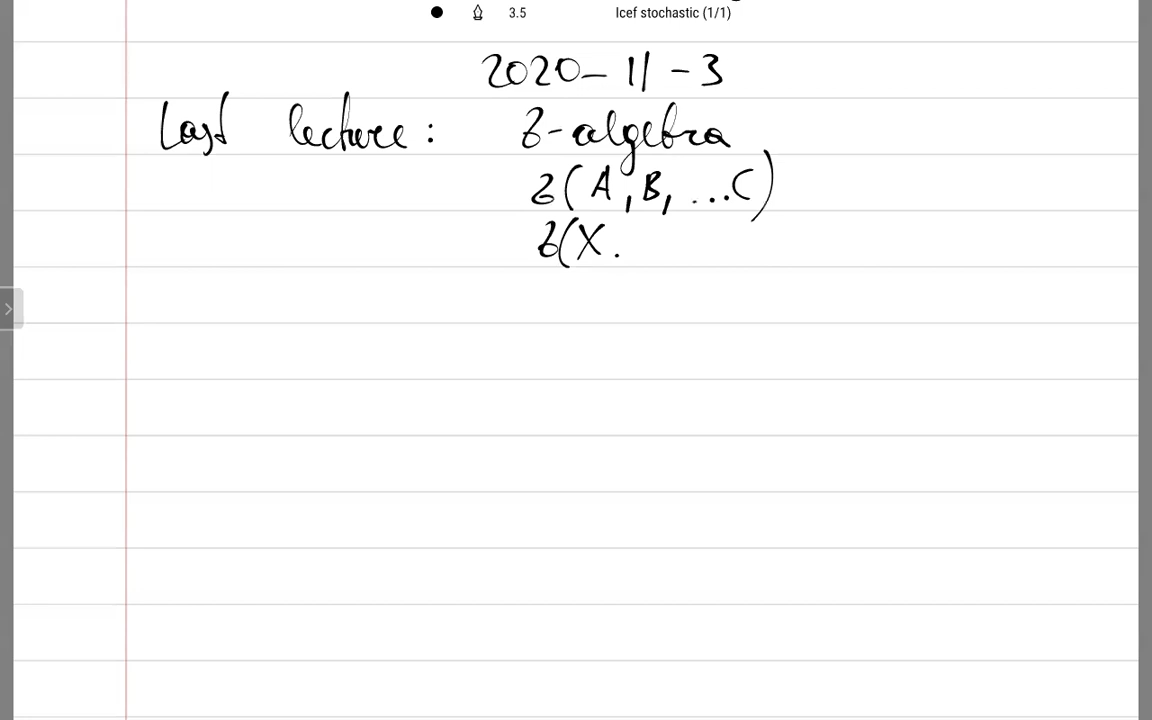 3.5 Icef stochastic (1/1)
2020-11-3
Last lecture: σ-algebra
σ(A, B, ...C)
σ(X.